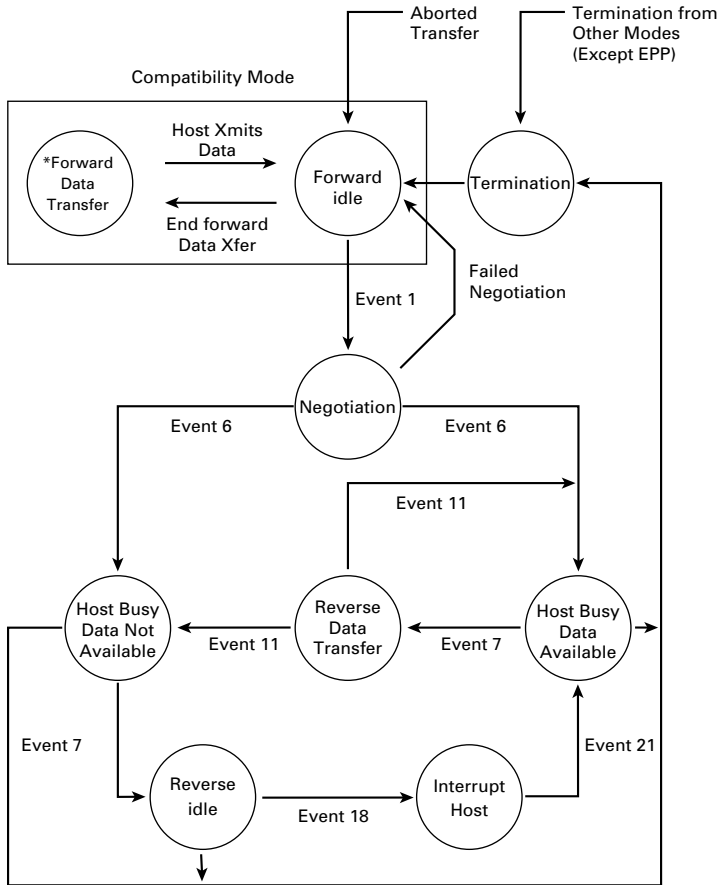 Aborted
Transfer
Termination from
Other Modes
(Except EPP)
Compatibility Mode
Host Xmits
Data
*Forward
Data
Transfer
Forward
idle
Termination
End forward
Data Xfer
Failed
Negotiation
Event 1
Negotiation
Event 6
Event 6
Event 11
Host Busy
Data Not
Available
Reverse
Data
Transfer
Host Busy
Data
Available
Event 11
Event 7
Event 7
Event 21
Reverse
idle
Interrupt
Host
Event 18